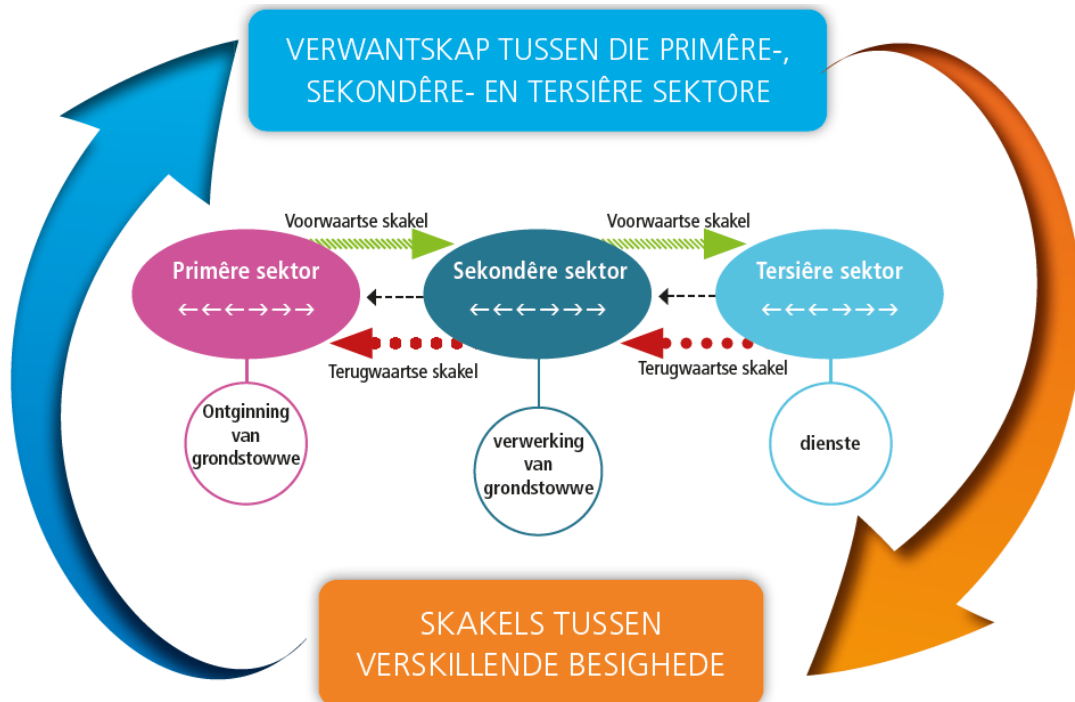 VERWANTSKAP TUSSEN DIE PRIMÊRE-,
SEKONDÊRE- EN TERSIÊRE SEKTORE
Voorwaartse skakel
Voorwaartse skakel
Primêre sektor
Sekondêre sektor
Tersiêre sektor
Terugwaartse skakel
Terugwaartse skakel
Ontginning
van
grondstowwe
verwerking
van
grondstowwe
dienste
SKAKELS TUSSEN
VERSKILLENDE BESIGHEDE